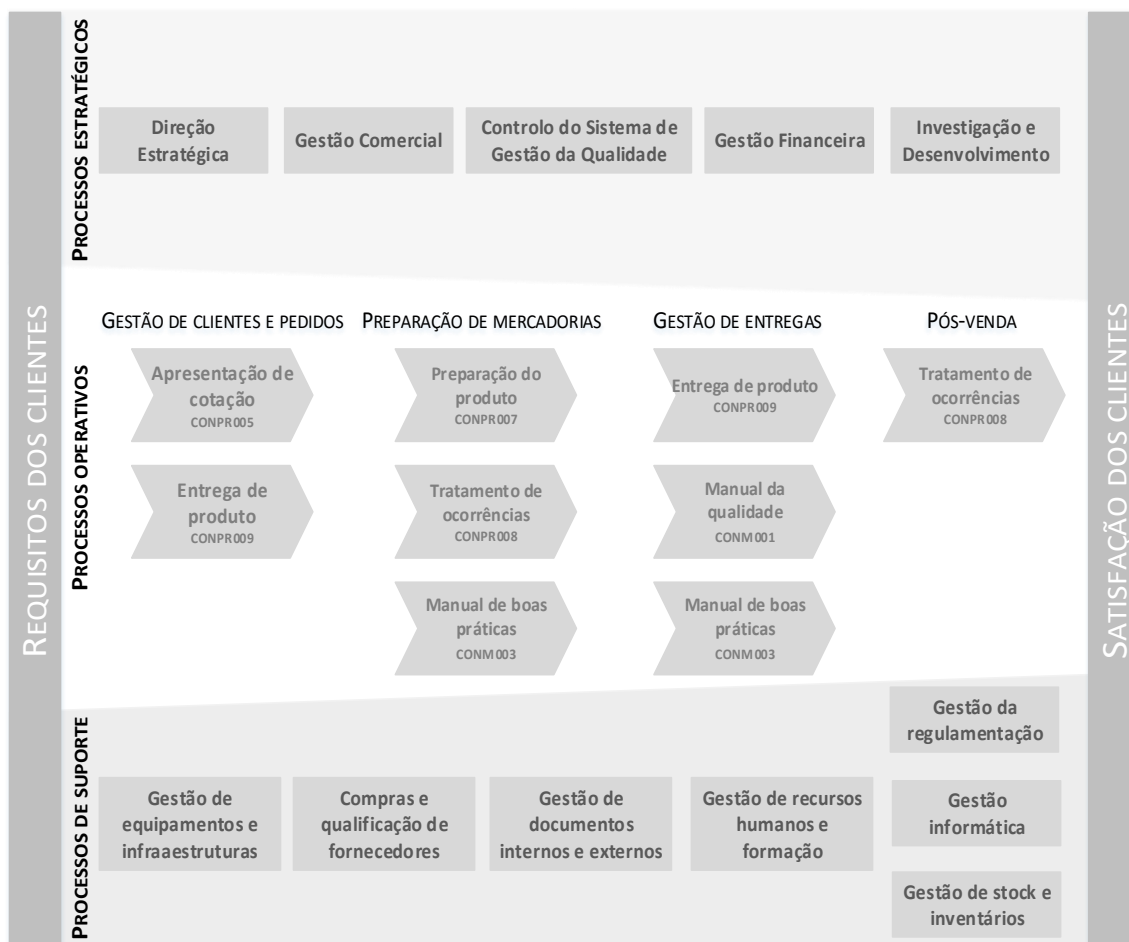 REQUISITOS DOS CLIENTES
PROCESSOS ESTRATÉGICOS
Direção
Estratégica
Gestão Comercial
Controlo do Sistema de
Gestão da Qualidade
Gestão Financeira
Investigação e
Desenvolvimento
PROCESSOS OPERATIVOS
GESTÃO DE CLIENTES E PEDIDOS
Apresentação de
cotação
CONPR005
Entrega de
produto
CONPR009
PREPARAÇÃO DE MERCADORIAS
Preparação do
produto
CONPR007
Tratamento de
ocorrências
CONPR008
Manual de boas
práticas
CONM003
GESTÃO DE ENTREGAS
Entrega de produto
CONPR009
Manual da
qualidade
CONM001
Manual de boas
práticas
CONM003
PÓS-VENDA
Tratamento de
ocorrências
CONPR008
PROCESSOS DE SUPORTE
Gestão de
equipamentos e
infraaestruturas
Compras e
qualificação de
fornecedores
Gestão de
documentos
internos e externos
Gestão de recursos
humanos e
formação
Gestão da
regulamentação
Gestão
informática
Gestão de stock e
inventários
SATISFAÇÃO DOS CLIENTES